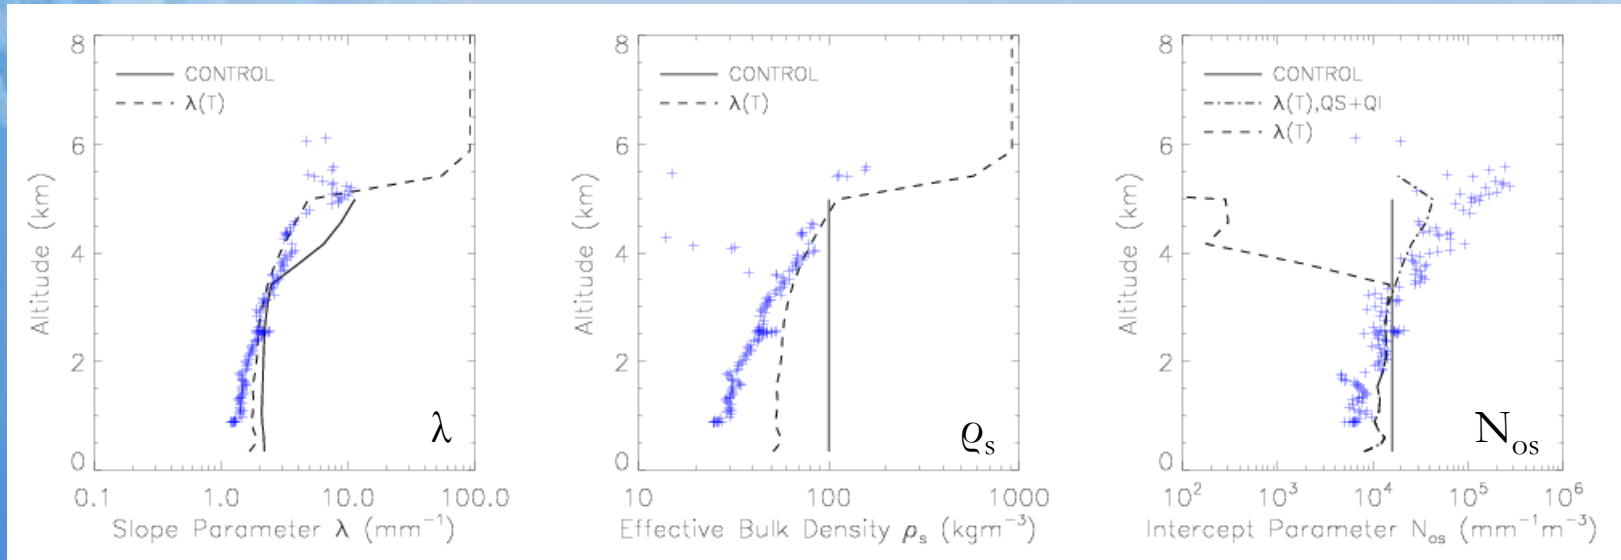 8
6
4
2
0
Altitude (km)
CONTROL
λ(T)
λ
0.1 1.0 10.0 100.0
Slope Parameter λ (mm⁻¹)
8
6
4
2
0
Altitude (km)
CONTROL
λ(T)
ρs
10 100 1000
Effective Bulk Density ρs (kgm⁻³)
8
6
4
2
0
Altitude (km)
CONTROL
λ(T),QS+QI
λ(T)
Nos
10² 10³ 10⁴ 10⁵ 10⁶
Intercept Parameter Nos (mm⁻¹m⁻³)